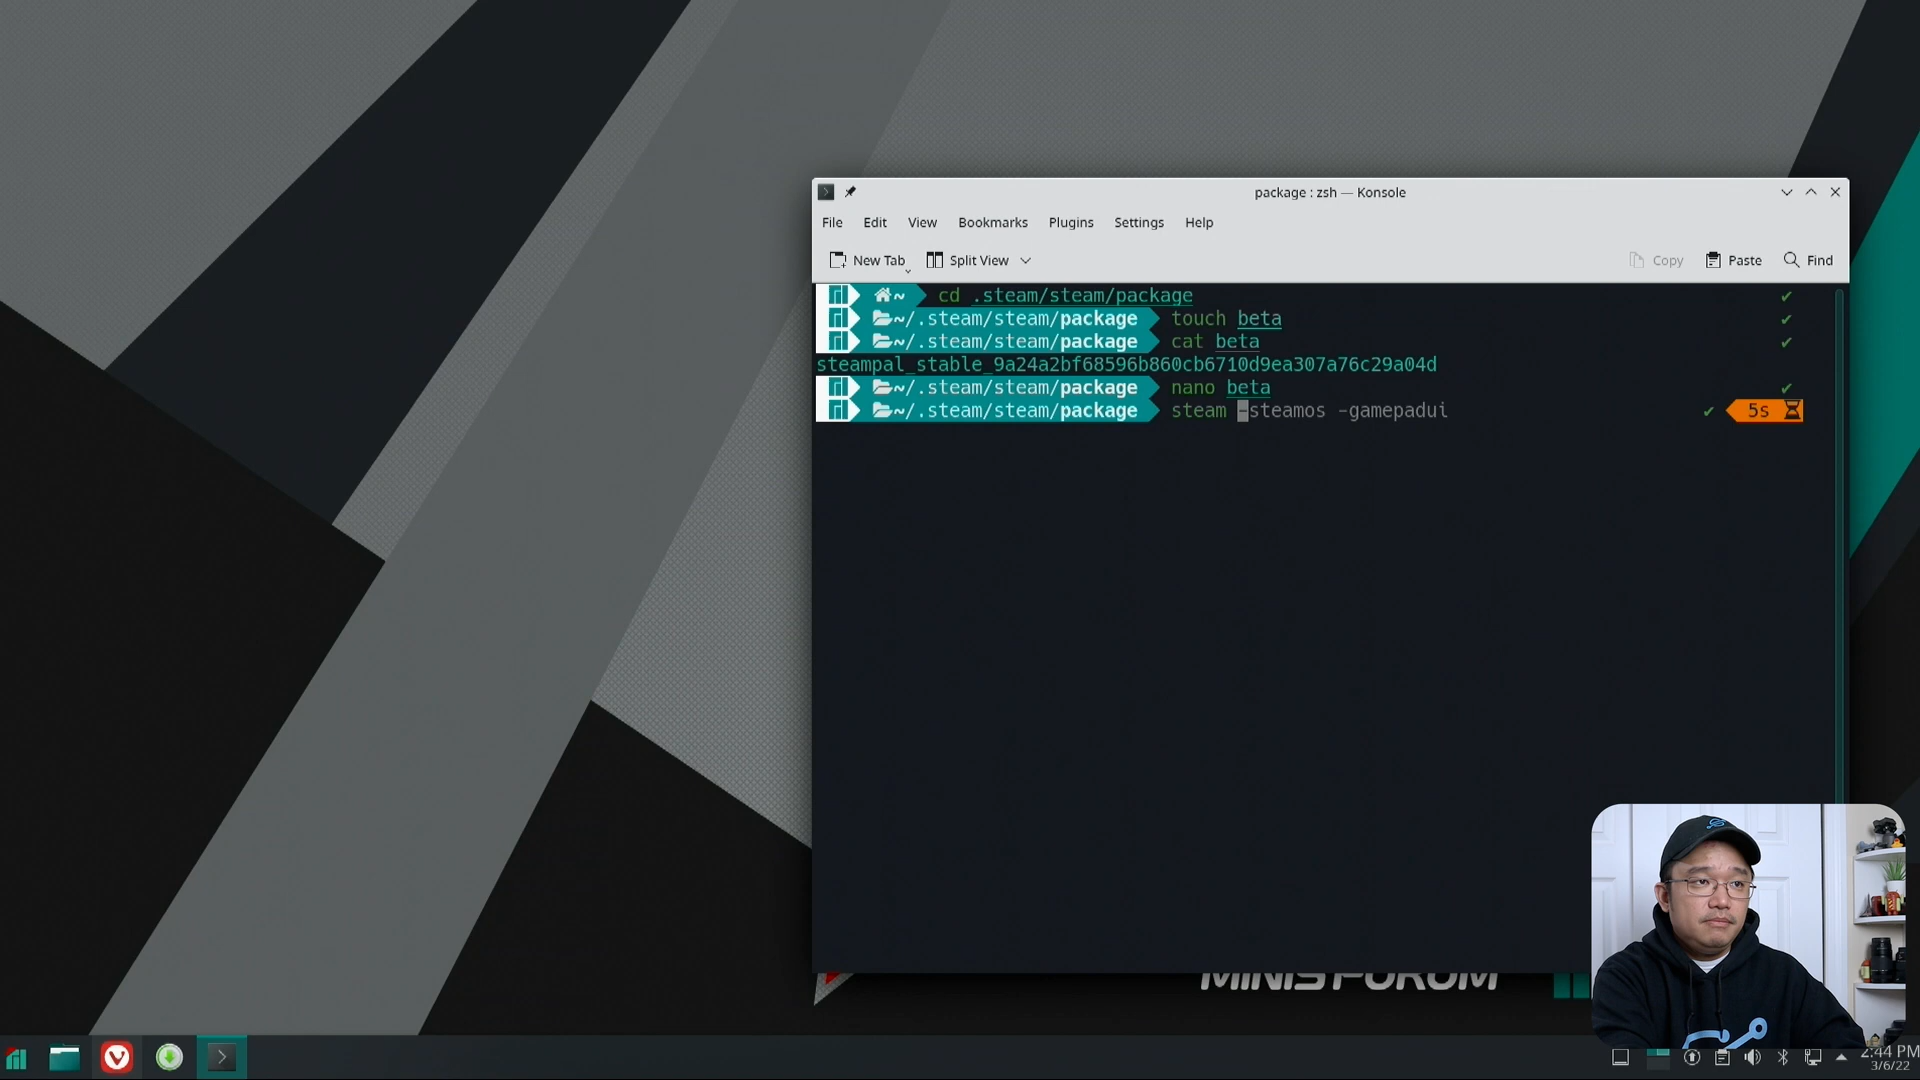 package : zsh — Konsole
File Edit View Bookmarks Plugins Settings Help
New Tab Split View Copy Paste Find
~ cd .steam/steam/package
~/.steam/steam/package touch beta
~/.steam/steam/package cat beta
steampal_stable_9a24a2bf68596b860cb6710d9ea307a76c29a04d
~/.steam/steam/package nano beta
~/.steam/steam/package steam -steamos -gamepadui 5s
MINISFORUM
2:44 PM
3/6/22